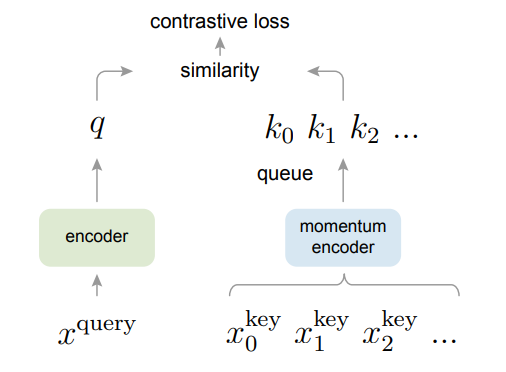 contrastive loss
similarity
q k₀ k₁ k₂ ...
queue
encoder
momentum
encoder
x^query x₀^key x₁^key x₂^key ...